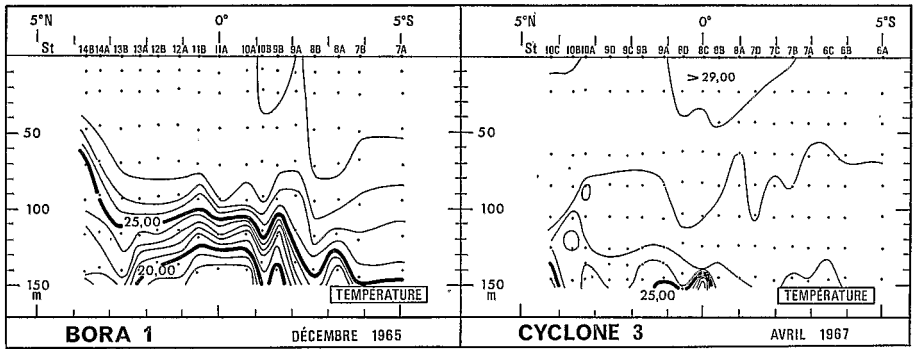 5°N 0° 5°S
St 14B 14A 13B 13A 12B 12A 11B 11A 10A 10B 9B 9A 8B 8A 7B 7A
50
100
150
m
25,00
20,00
TEMPÉRATURE
BORA 1 DÉCEMBRE 1965
5°N 0° 5°S
St 10C 10B 10A 9D 9C 9B 9A 8D 8C 8B 8A 7D 7C 7B 7A 6C 6B 6A
> 29,00
50
100
150
m
25,00
TEMPÉRATURE
CYCLONE 3 AVRIL 1967